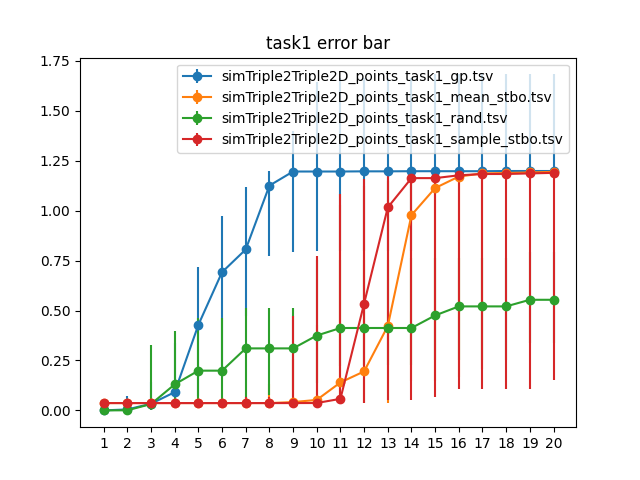 task1 error bar
simTriple2Triple2D_points_task1_gp.tsv
simTriple2Triple2D_points_task1_mean_stbo.tsv
simTriple2Triple2D_points_task1_rand.tsv
simTriple2Triple2D_points_task1_sample_stbo.tsv
1.75
1.50
1.25
1.00
0.75
0.50
0.25
0.00
1 2 3 4 5 6 7 8 9 10 11 12 13 14 15 16 17 18 19 20